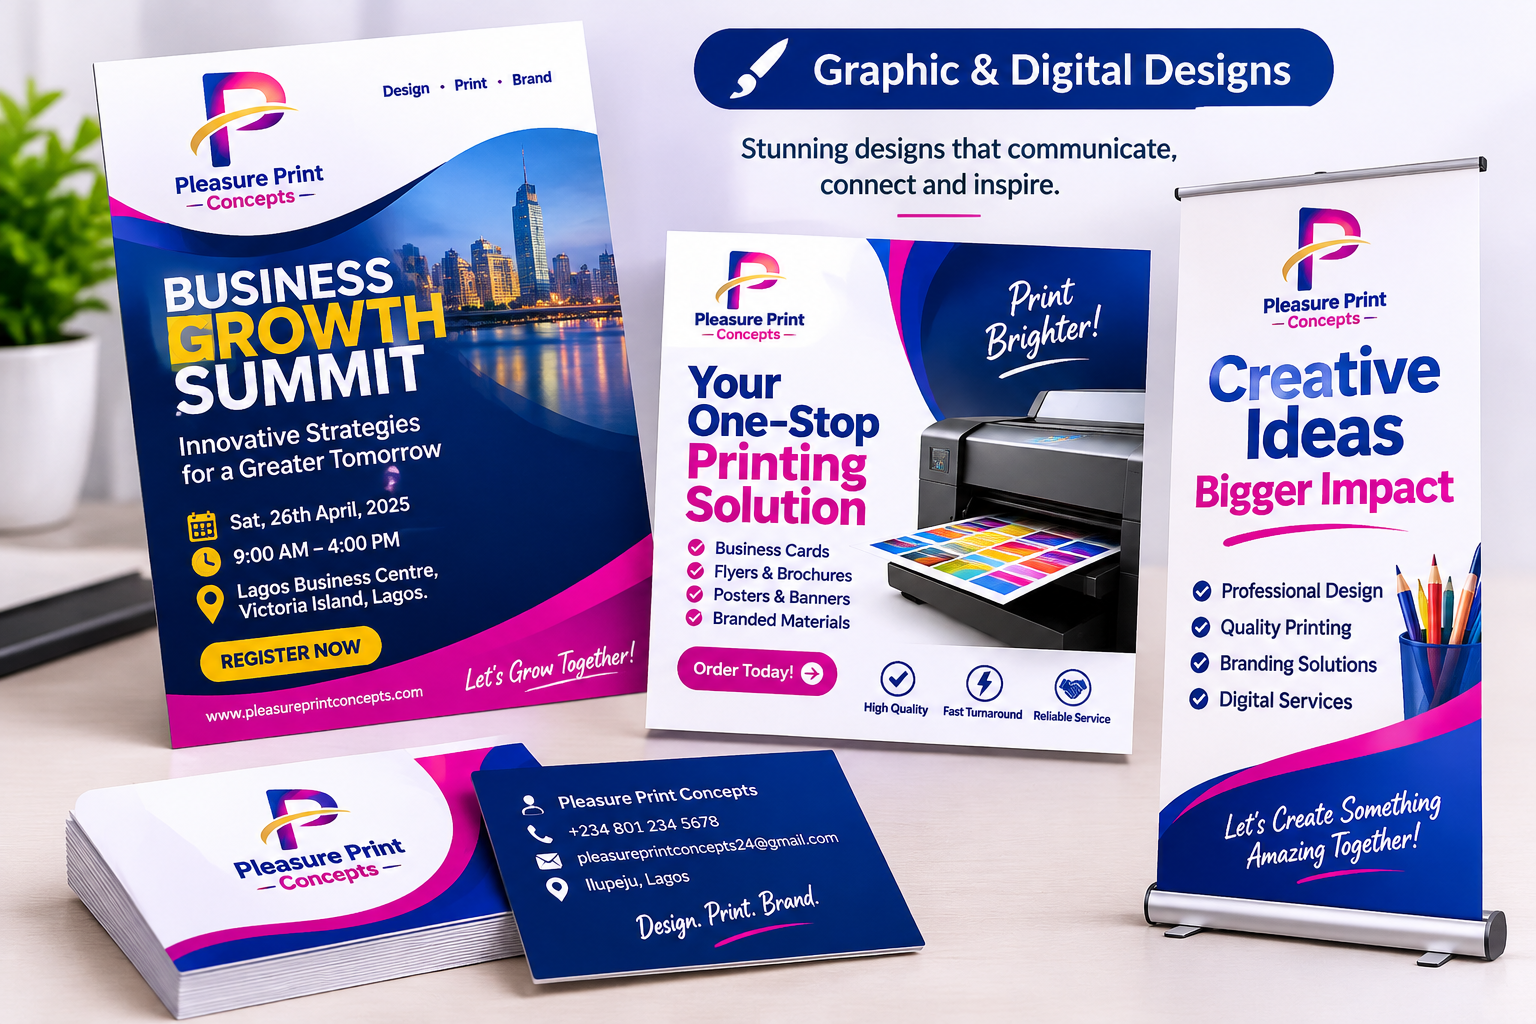 Pleasure Print
Concepts
Design • Print • Brand
BUSINESS
GROWTH
SUMMIT
Innovative Strategies
for a Greater Tomorrow
Sat, 26th April, 2025
9:00 AM – 4:00 PM
Lagos Business Centre,
Victoria Island, Lagos.
REGISTER NOW
www.pleasureprintconcepts.com
Let's Grow Together!
Graphic & Digital Designs
Stunning designs that communicate,
connect and inspire.
Pleasure Print
Concepts
Print
Brighter!
Your
One-Stop
Printing
Solution
Business Cards
Flyers & Brochures
Posters & Banners
Branded Materials
Order Today!
High Quality
Fast Turnaround
Reliable Service
Pleasure Print
Concepts
Creative
Ideas
Bigger Impact
Professional Design
Quality Printing
Branding Solutions
Digital Services
Let's Create Something
Amazing Together!
Pleasure Print
Concepts
Pleasure Print Concepts
+234 801 234 5678
pleasureprintconcepts24@gmail.com
Ilupeju, Lagos
Design. Print. Brand.